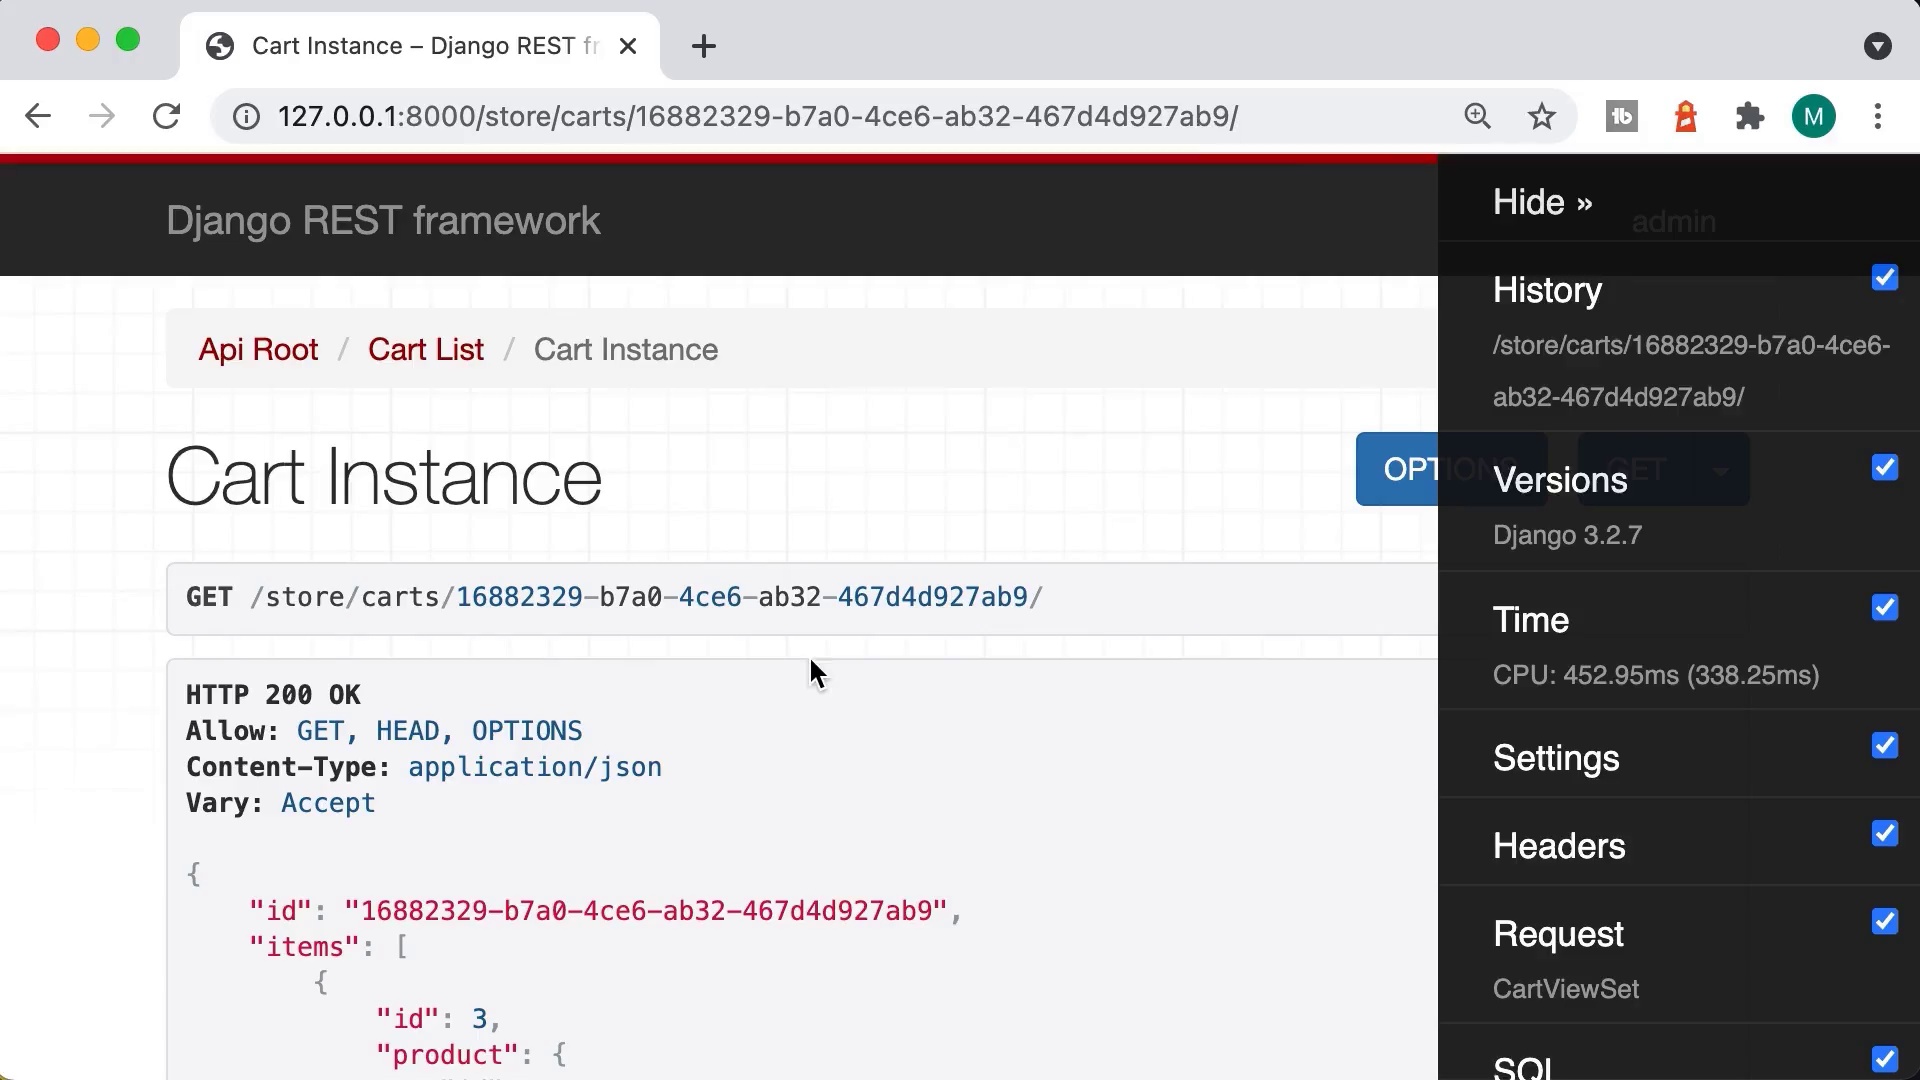 Cart Instance – Django REST fr
127.0.0.1:8000/store/carts/16882329-b7a0-4ce6-ab32-467d4d927ab9/
M
Django REST framework
admin
Hide »
Api Root / Cart List / Cart Instance
Cart Instance
OPTIONS
GET
GET /store/carts/16882329-b7a0-4ce6-ab32-467d4d927ab9/
HTTP 200 OK
Allow: GET, HEAD, OPTIONS
Content-Type: application/json
Vary: Accept
{
"id": "16882329-b7a0-4ce6-ab32-467d4d927ab9",
"items": [
{
"id": 3,
"product": {
History
/store/carts/16882329-b7a0-4ce6-
ab32-467d4d927ab9/
Versions
Django 3.2.7
Time
CPU: 452.95ms (338.25ms)
Settings
Headers
Request
CartViewSet
SQL